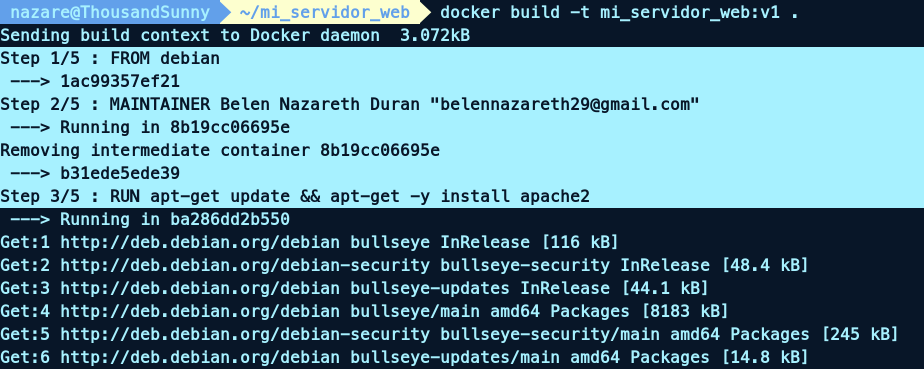 nazare@ThousandSunny ~/mi_servidor_web docker build -t mi_servidor_web:v1 .
Sending build context to Docker daemon  3.072kB
Step 1/5 : FROM debian
 ---> 1ac99357ef21
Step 2/5 : MAINTAINER Belen Nazareth Duran "belennazareth29@gmail.com"
 ---> Running in 8b19cc06695e
Removing intermediate container 8b19cc06695e
 ---> b31ede5ede39
Step 3/5 : RUN apt-get update && apt-get -y install apache2
 ---> Running in ba286dd2b550
Get:1 http://deb.debian.org/debian bullseye InRelease [116 kB]
Get:2 http://deb.debian.org/debian-security bullseye-security InRelease [48.4 kB]
Get:3 http://deb.debian.org/debian bullseye-updates InRelease [44.1 kB]
Get:4 http://deb.debian.org/debian bullseye/main amd64 Packages [8183 kB]
Get:5 http://deb.debian.org/debian-security bullseye-security/main amd64 Packages [245 kB]
Get:6 http://deb.debian.org/debian bullseye-updates/main amd64 Packages [14.8 kB]